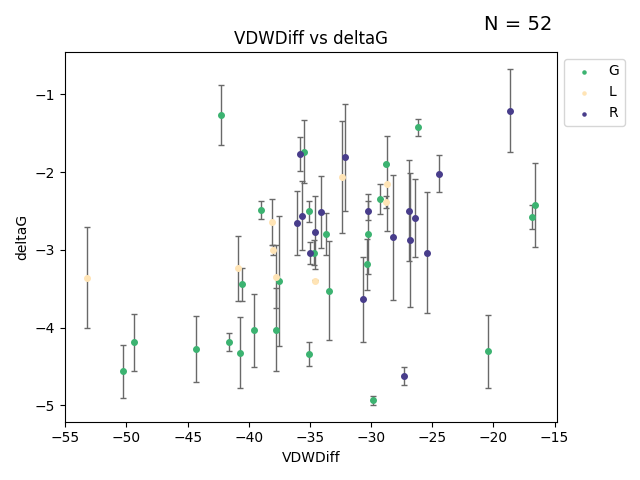 N = 52
VDWDiff vs deltaG
G
L
R
−1
−2
−3
−4
−5
deltaG
−55 −50 −45 −40 −35 −30 −25 −20 −15
VDWDiff